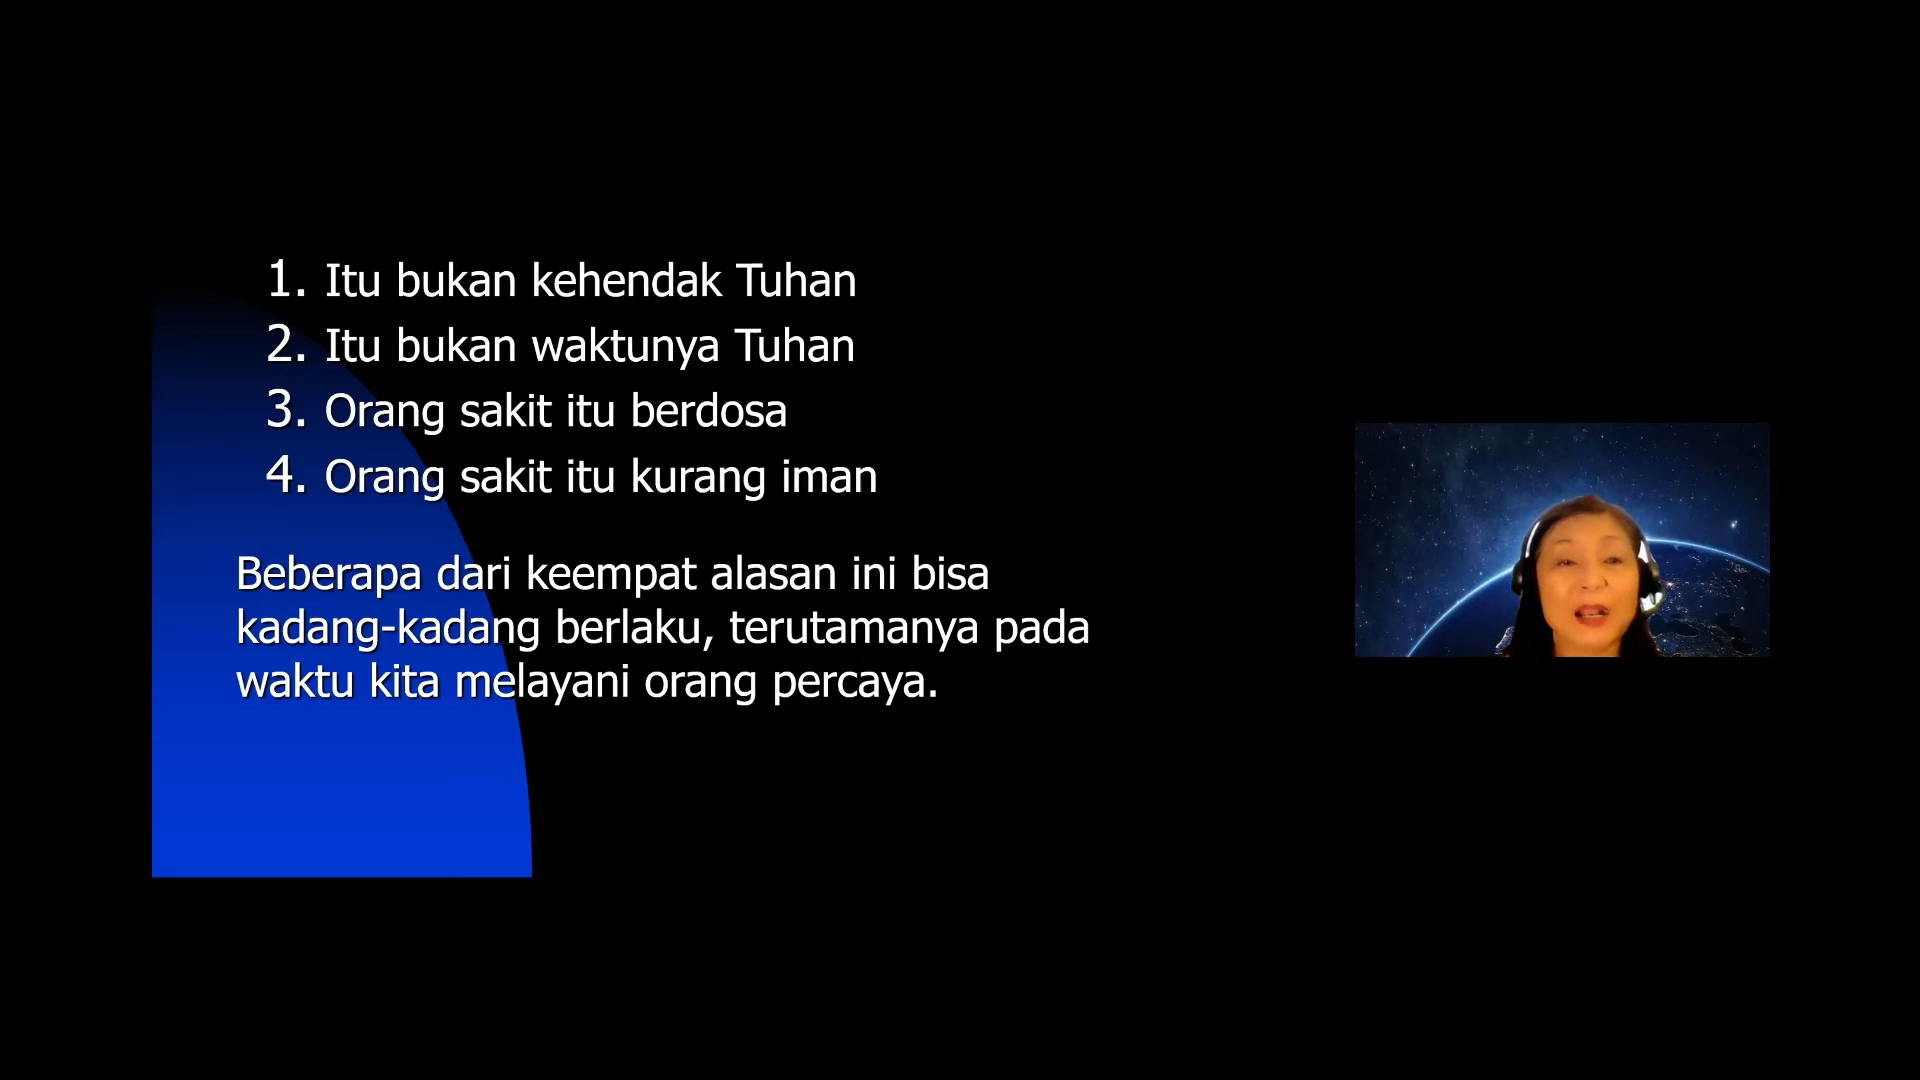 1. Itu bukan kehendak Tuhan
2. Itu bukan waktunya Tuhan
3. Orang sakit itu berdosa
4. Orang sakit itu kurang iman
Beberapa dari keempat alasan ini bisa
kadang-kadang berlaku, terutamanya pada
waktu kita melayani orang percaya.